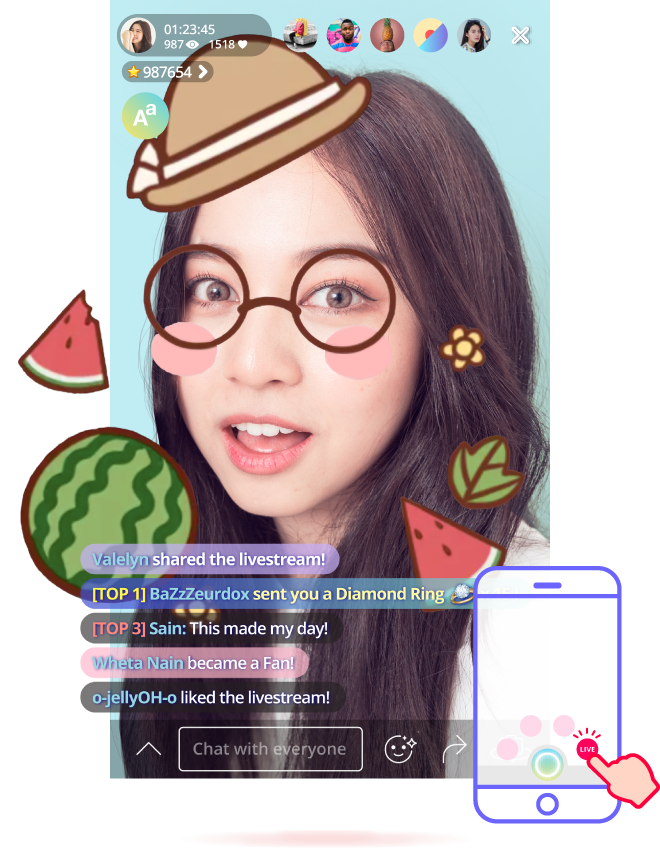 01:23:45
987 1518
987654
Aa
Valelyn shared the livestream!
[TOP 1] BaZzZeurdox sent you a Diamond Ring
[TOP 3] Sain: This made my day!
Wheta Nain became a Fan!
o-jellyOH-o liked the livestream!
Chat with everyone
LIVE